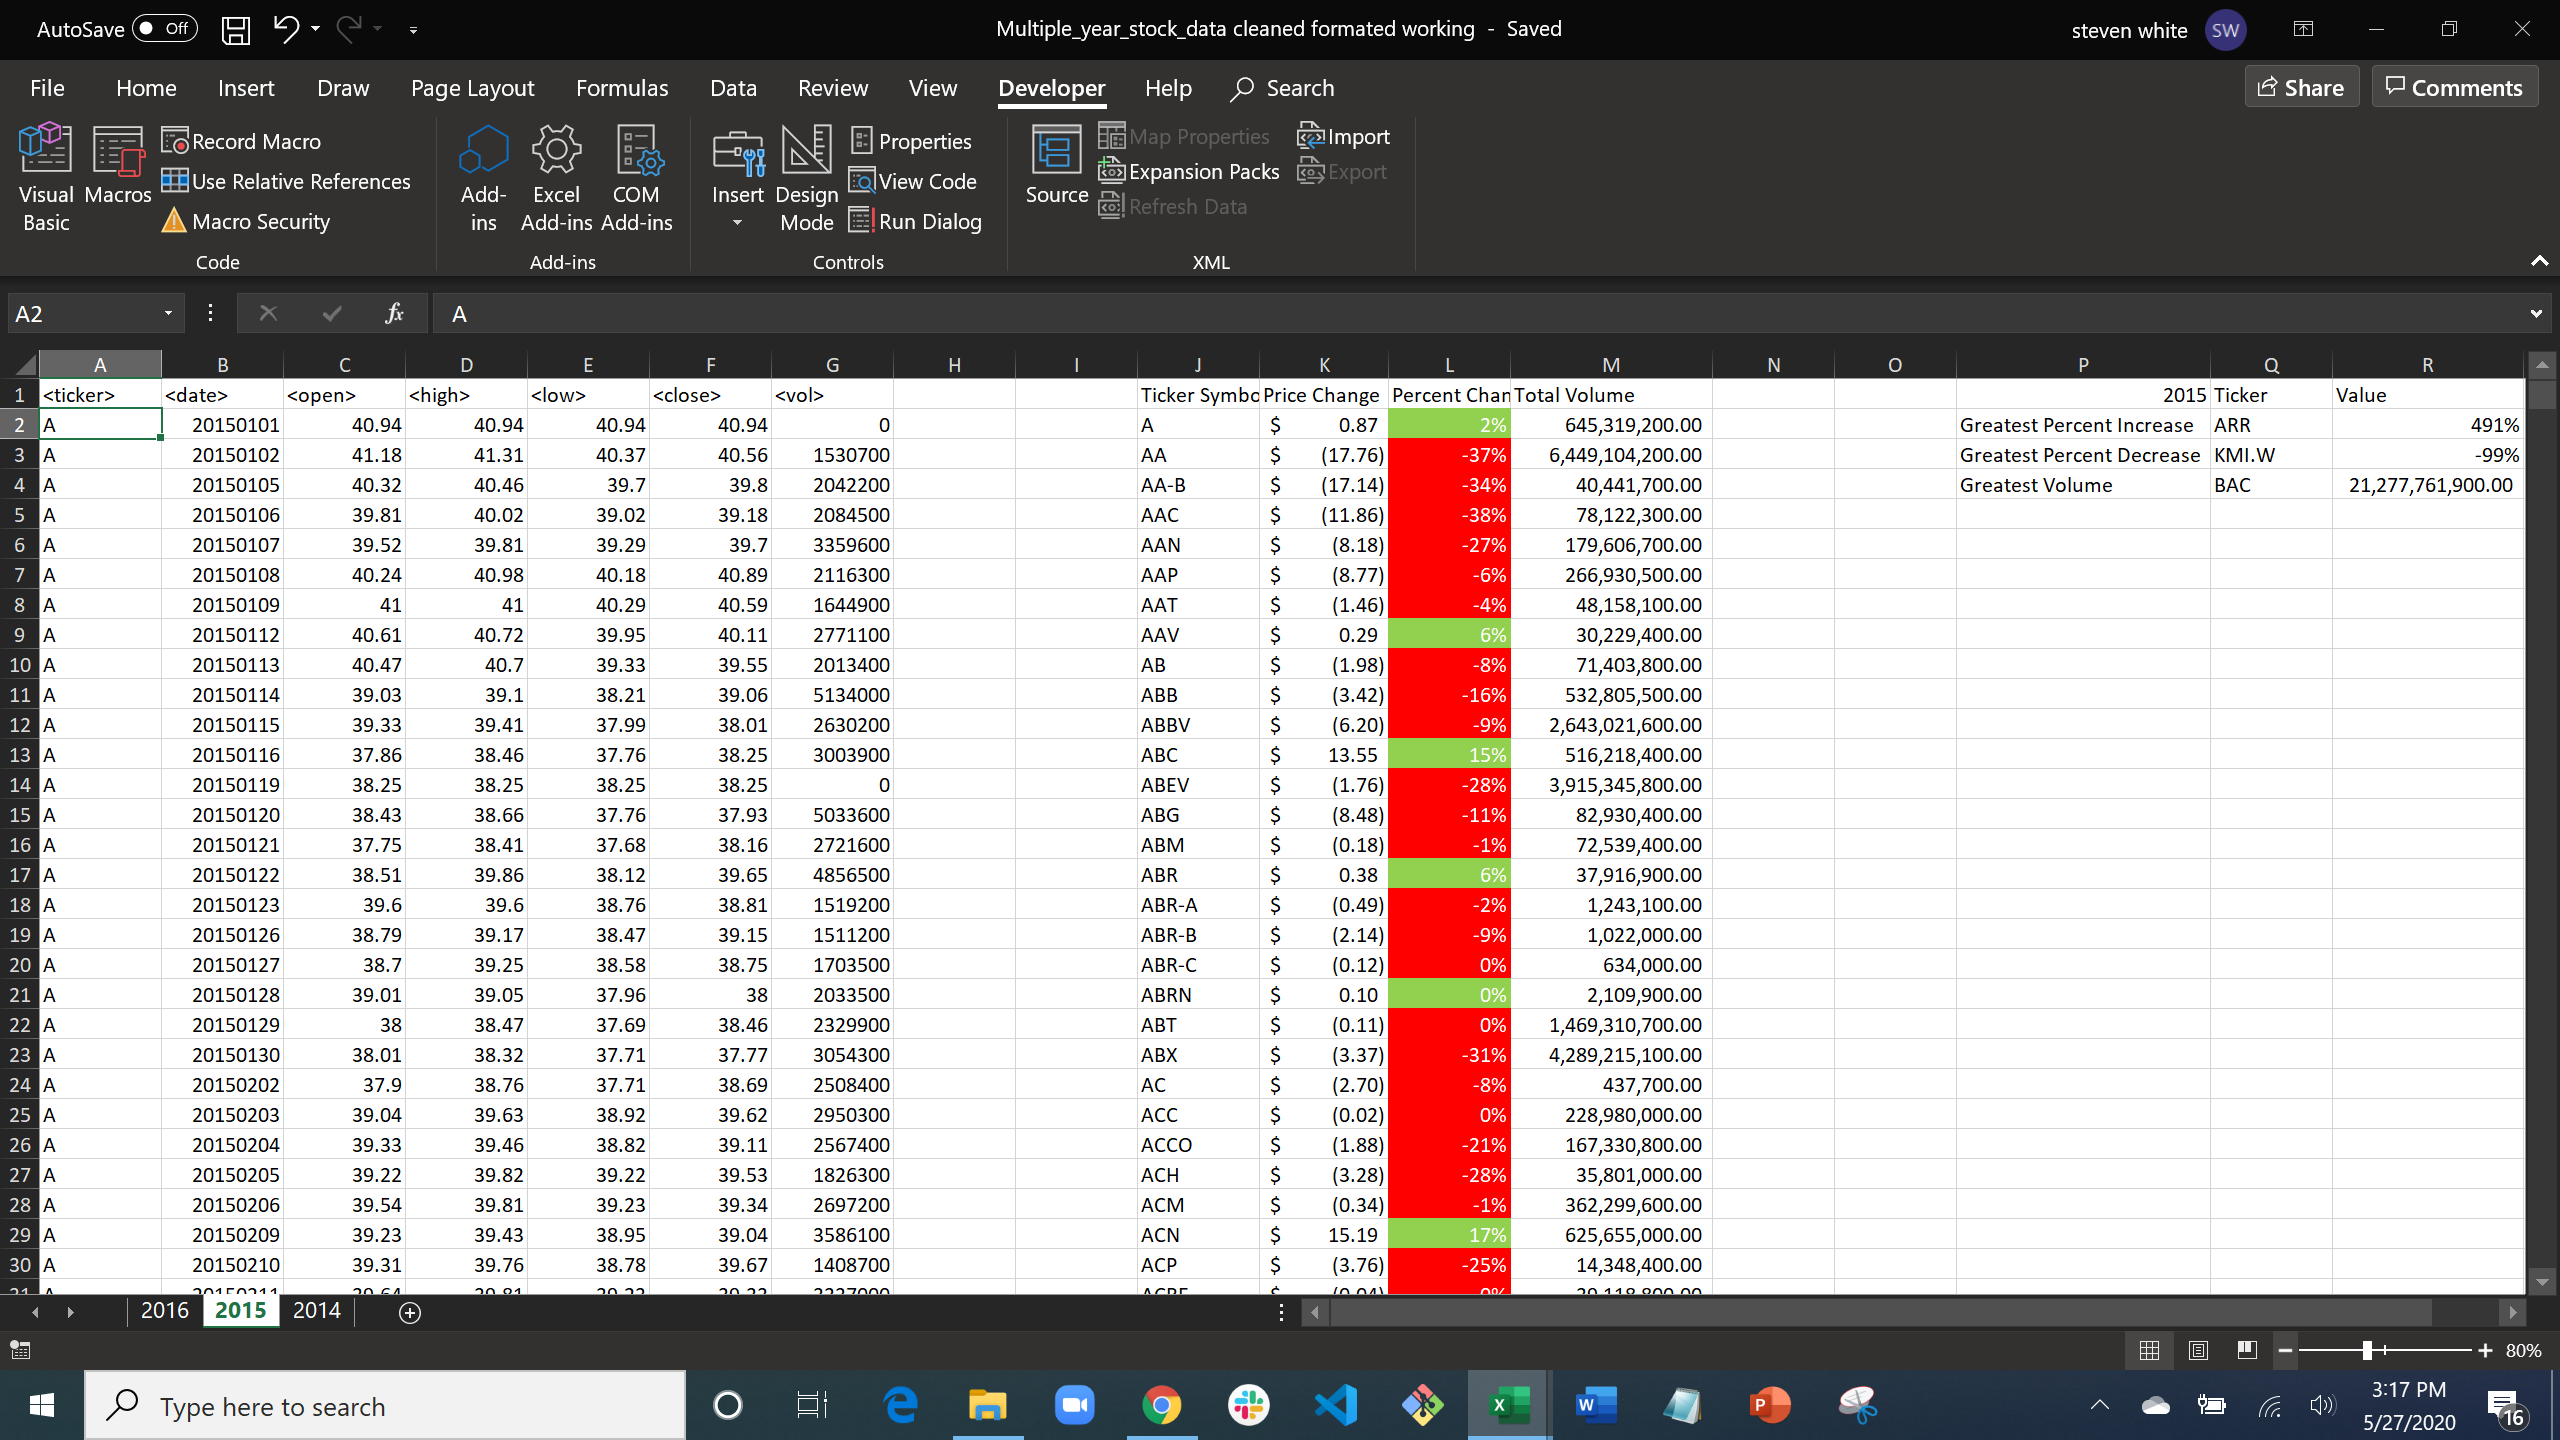 AutoSave Off Multiple_year_stock_data cleaned formated working - Saved steven white SW
File Home Insert Draw Page Layout Formulas Data Review View Developer Help Search Share Comments
Visual Basic
Macros
Record Macro
Use Relative References
Macro Security
Code
Add-ins
Excel Add-ins
COM Add-ins
Add-ins
Insert
Design Mode
Properties
View Code
Run Dialog
Controls
Source
Map Properties
Expansion Packs
Refresh Data
Import
Export
XML
A2 fx A
A B C D E F G H I J K L M N O P Q R
1 <ticker> <date> <open> <high> <low> <close> <vol> Ticker Symbo Price Change Percent Chan Total Volume 2015 Ticker Value
2 A 20150101 40.94 40.94 40.94 40.94 0 A $ 0.87 2% 645,319,200.00 Greatest Percent Increase ARR 491%
3 A 20150102 41.18 41.31 40.37 40.56 1530700 AA $ (17.76) -37% 6,449,104,200.00 Greatest Percent Decrease KMI.W -99%
4 A 20150105 40.32 40.46 39.7 39.8 2042200 AA-B $ (17.14) -34% 40,441,700.00 Greatest Volume BAC 21,277,761,900.00
5 A 20150106 39.81 40.02 39.02 39.18 2084500 AAC $ (11.86) -38% 78,122,300.00
6 A 20150107 39.52 39.81 39.29 39.7 3359600 AAN $ (8.18) -27% 179,606,700.00
7 A 20150108 40.24 40.98 40.18 40.89 2116300 AAP $ (8.77) -6% 266,930,500.00
8 A 20150109 41 41 40.29 40.59 1644900 AAT $ (1.46) -4% 48,158,100.00
9 A 20150112 40.61 40.72 39.95 40.11 2771100 AAV $ 0.29 6% 30,229,400.00
10 A 20150113 40.47 40.7 39.33 39.55 2013400 AB $ (1.98) -8% 71,403,800.00
11 A 20150114 39.03 39.1 38.21 39.06 5134000 ABB $ (3.42) -16% 532,805,500.00
12 A 20150115 39.33 39.41 37.99 38.01 2630200 ABBV $ (6.20) -9% 2,643,021,600.00
13 A 20150116 37.86 38.46 37.76 38.25 3003900 ABC $ 13.55 15% 516,218,400.00
14 A 20150119 38.25 38.25 38.25 38.25 0 ABEV $ (1.76) -28% 3,915,345,800.00
15 A 20150120 38.43 38.66 37.76 37.93 5033600 ABG $ (8.48) -11% 82,930,400.00
16 A 20150121 37.75 38.41 37.68 38.16 2721600 ABM $ (0.18) -1% 72,539,400.00
17 A 20150122 38.51 39.86 38.12 39.65 4856500 ABR $ 0.38 6% 37,916,900.00
18 A 20150123 39.6 39.6 38.76 38.81 1519200 ABR-A $ (0.49) -2% 1,243,100.00
19 A 20150126 38.79 39.17 38.47 39.15 1511200 ABR-B $ (2.14) -9% 1,022,000.00
20 A 20150127 38.7 39.25 38.58 38.75 1703500 ABR-C $ (0.12) 0% 634,000.00
21 A 20150128 39.01 39.05 37.96 38 2033500 ABRN $ 0.10 0% 2,109,900.00
22 A 20150129 38 38.47 37.69 38.46 2329900 ABT $ (0.11) 0% 1,469,310,700.00
23 A 20150130 38.01 38.32 37.71 37.77 3054300 ABX $ (3.37) -31% 4,289,215,100.00
24 A 20150202 37.9 38.76 37.71 38.69 2508400 AC $ (2.70) -8% 437,700.00
25 A 20150203 39.04 39.63 38.92 39.62 2950300 ACC $ (0.02) 0% 228,980,000.00
26 A 20150204 39.33 39.46 38.82 39.11 2567400 ACCO $ (1.88) -21% 167,330,800.00
27 A 20150205 39.22 39.82 39.22 39.53 1826300 ACH $ (3.28) -28% 35,801,000.00
28 A 20150206 39.54 39.81 39.23 39.34 2697200 ACM $ (0.34) -1% 362,299,600.00
29 A 20150209 39.23 39.43 38.95 39.04 3586100 ACN $ 15.19 17% 625,655,000.00
30 A 20150210 39.31 39.76 38.78 39.67 1408700 ACP $ (3.76) -25% 14,348,400.00
2016 2015 2014
80%
Type here to search
3:17 PM
5/27/2020
16